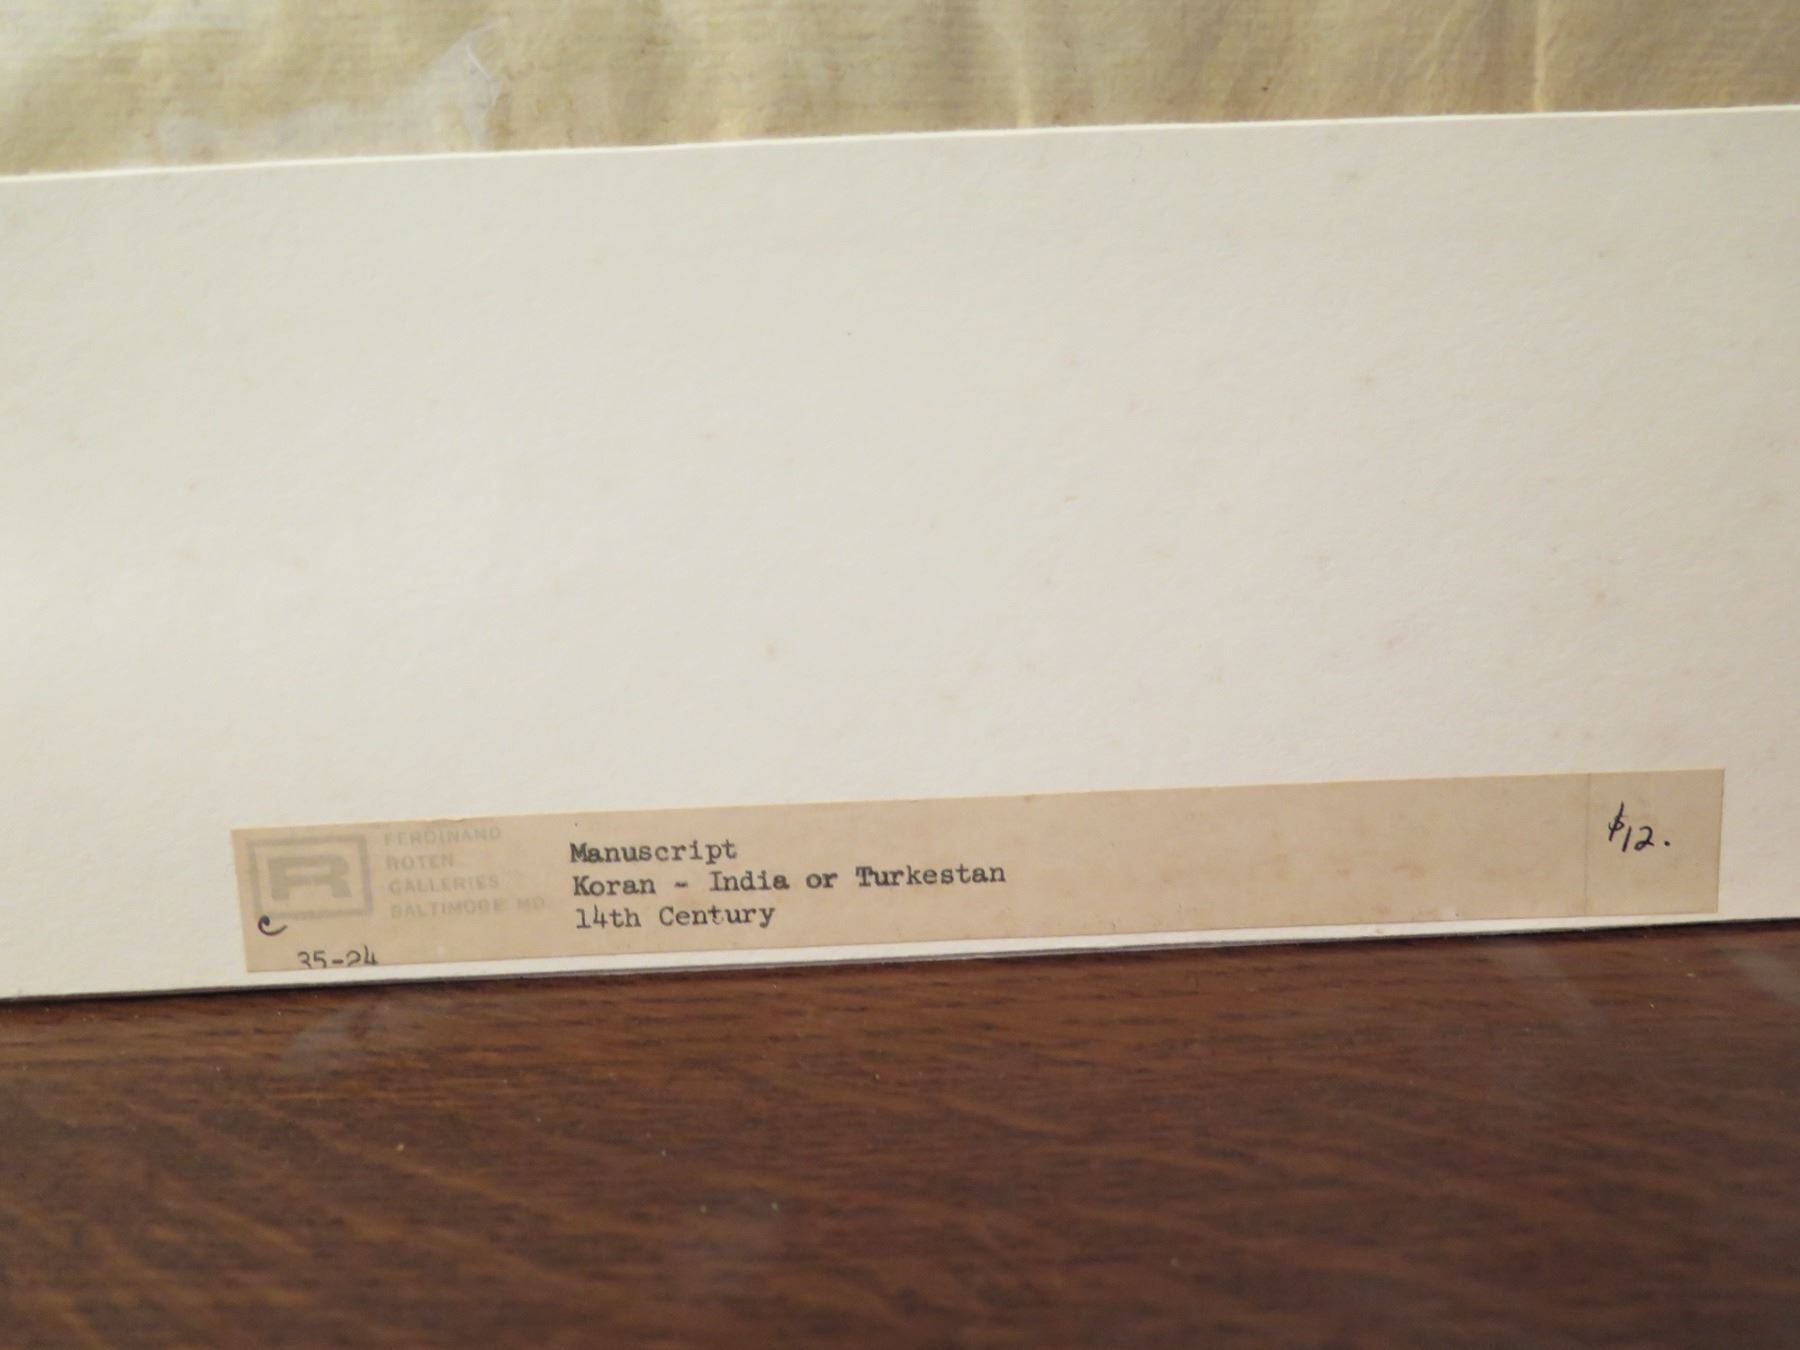 R
FERDINAND
ROTEN
GALLERIES
BALTIMORE MD.
c
35-24
Manuscript
Koran - India or Turkestan
14th Century
$12.